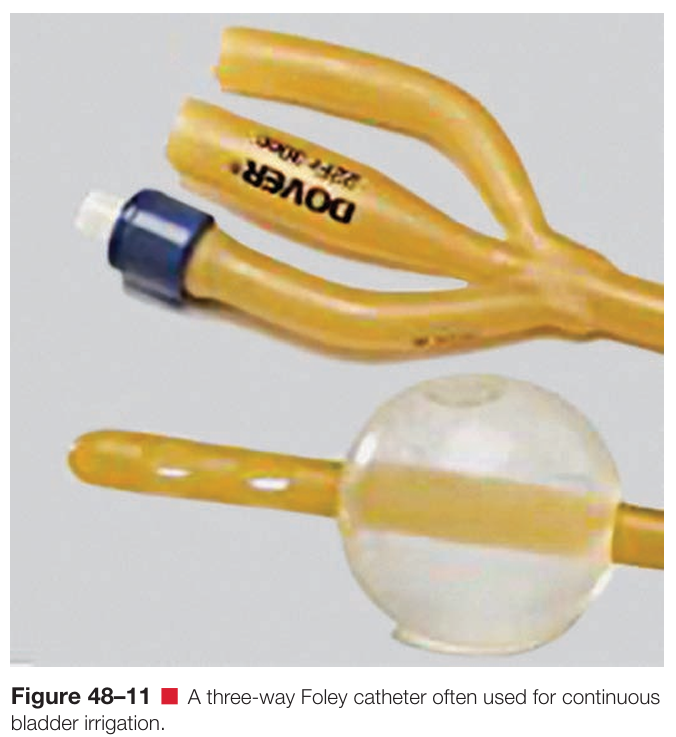 22Fr 30cc
DOVER®
Figure 48–11 ■ A three-way Foley catheter often used for continuous
bladder irrigation.